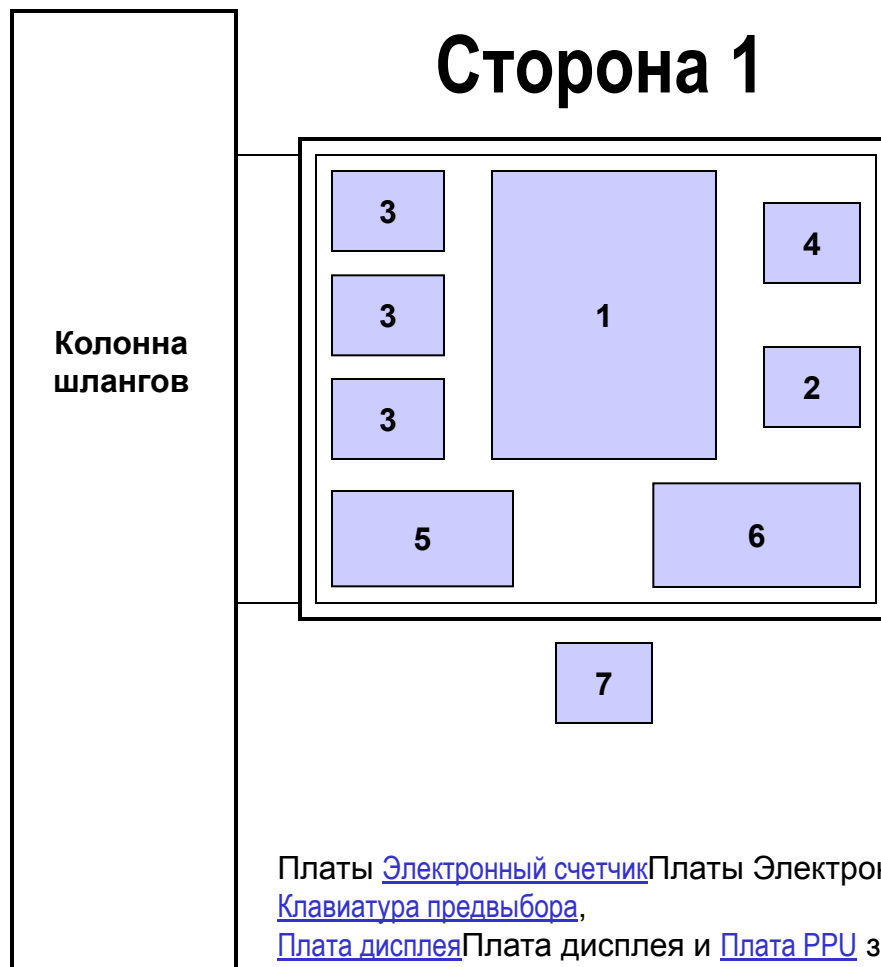 Сторона 1
Колонна
шлангов
3
1
4
3
2
3
5
6
7
Платы Электронный счетчикПлаты Электрон
Клавиатура предвыбора,
Плата дисплеяПлата дисплея и Плата PPU з